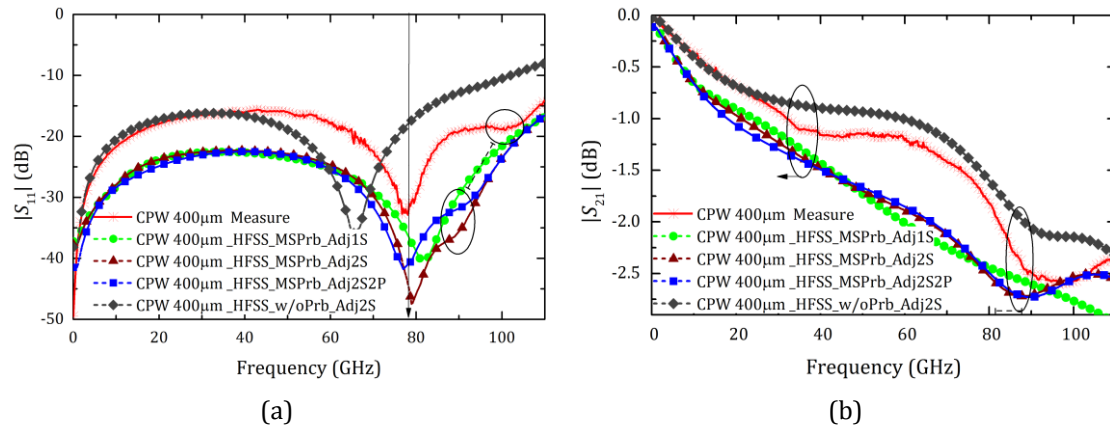 0
-10
-20
-30
-40
-50
|S11| (dB)
CPW 400μm Measure
CPW 400μm _HFSS_MSPrb_Adj1S
CPW 400μm _HFSS_MSPrb_Adj2S
CPW 400μm _HFSS_MSPrb_Adj2S2P
CPW 400μm _HFSS_w/oPrb_Adj2S
0 20 40 60 80 100
Frequency (GHz)
(a)
0.0
-0.5
-1.0
-1.5
-2.0
-2.5
|S21| (dB)
CPW 400μm Measure
CPW 400μm _HFSS_MSPrb_Adj1S
CPW 400μm _HFSS_MSPrb_Adj2S
CPW 400μm _HFSS_MSPrb_Adj2S2P
CPW 400μm _HFSS_w/oPrb_Adj2S
0 20 40 60 80 100
Frequency (GHz)
(b)